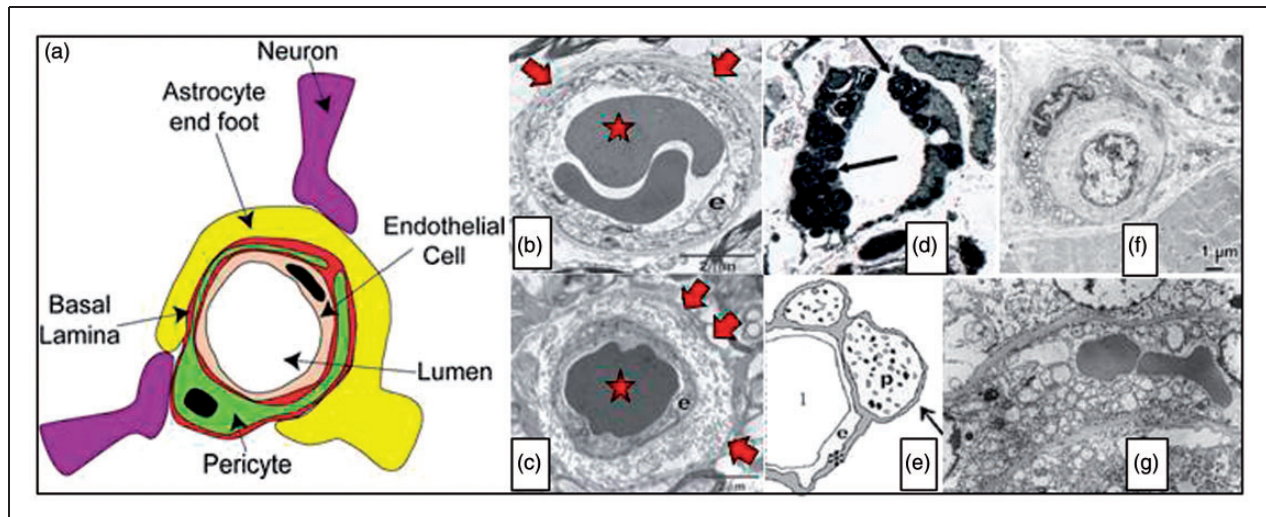 (a)
Neuron
Astrocyte
end foot
Endothelial
Cell
Basal
Lamina
Lumen
Pericyte
(b)
e
(c)
e
(d)
(e)
l
p
e
(f)
1 µm
(g)